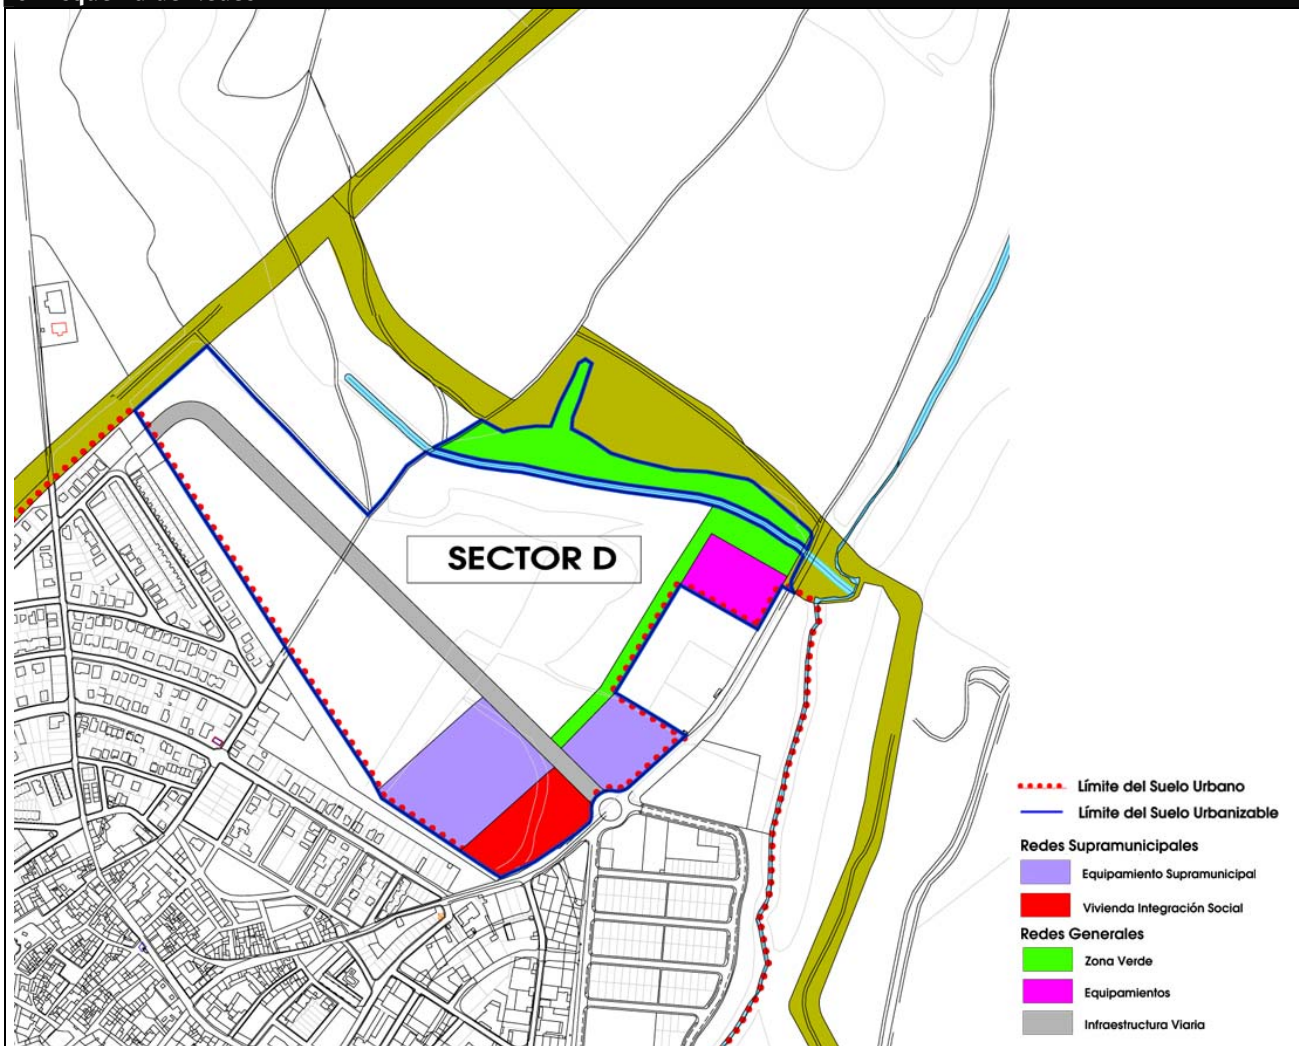 SECTOR D
Límite del Suelo Urbano
Límite del Suelo Urbanizable
Redes Supramunicipales
Equipamiento Supramunicipal
Vivienda Integración Social
Redes Generales
Zona Verde
Equipamientos
Infraestructura Viaria